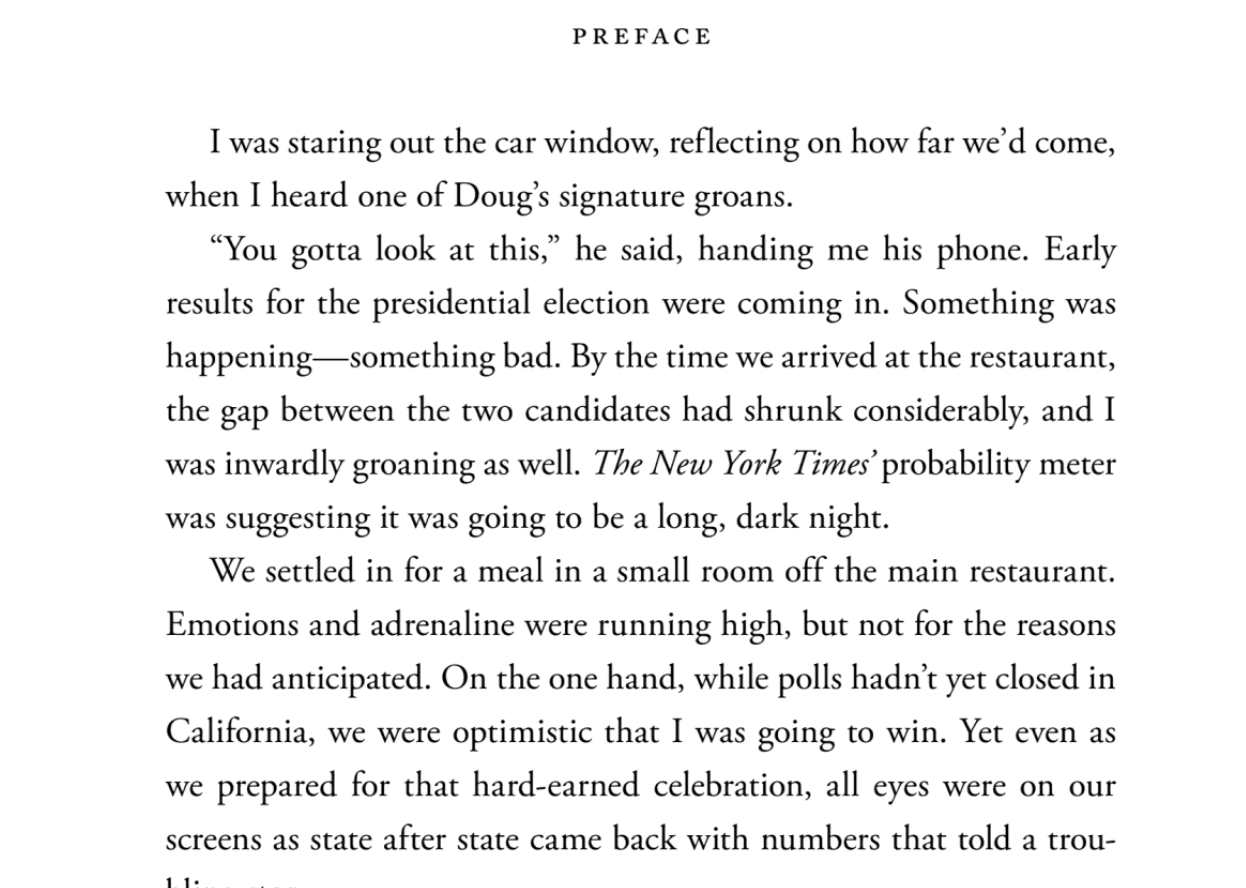 PREFACE
I was staring out the car window, reflecting on how far we’d come,
when I heard one of Doug’s signature groans.
“You gotta look at this,” he said, handing me his phone. Early
results for the presidential election were coming in. Something was
happening—something bad. By the time we arrived at the restaurant,
the gap between the two candidates had shrunk considerably, and I
was inwardly groaning as well. The New York Times’ probability meter
was suggesting it was going to be a long, dark night.
We settled in for a meal in a small room off the main restaurant.
Emotions and adrenaline were running high, but not for the reasons
we had anticipated. On the one hand, while polls hadn’t yet closed in
California, we were optimistic that I was going to win. Yet even as
we prepared for that hard-earned celebration, all eyes were on our
screens as state after state came back with numbers that told a trou-